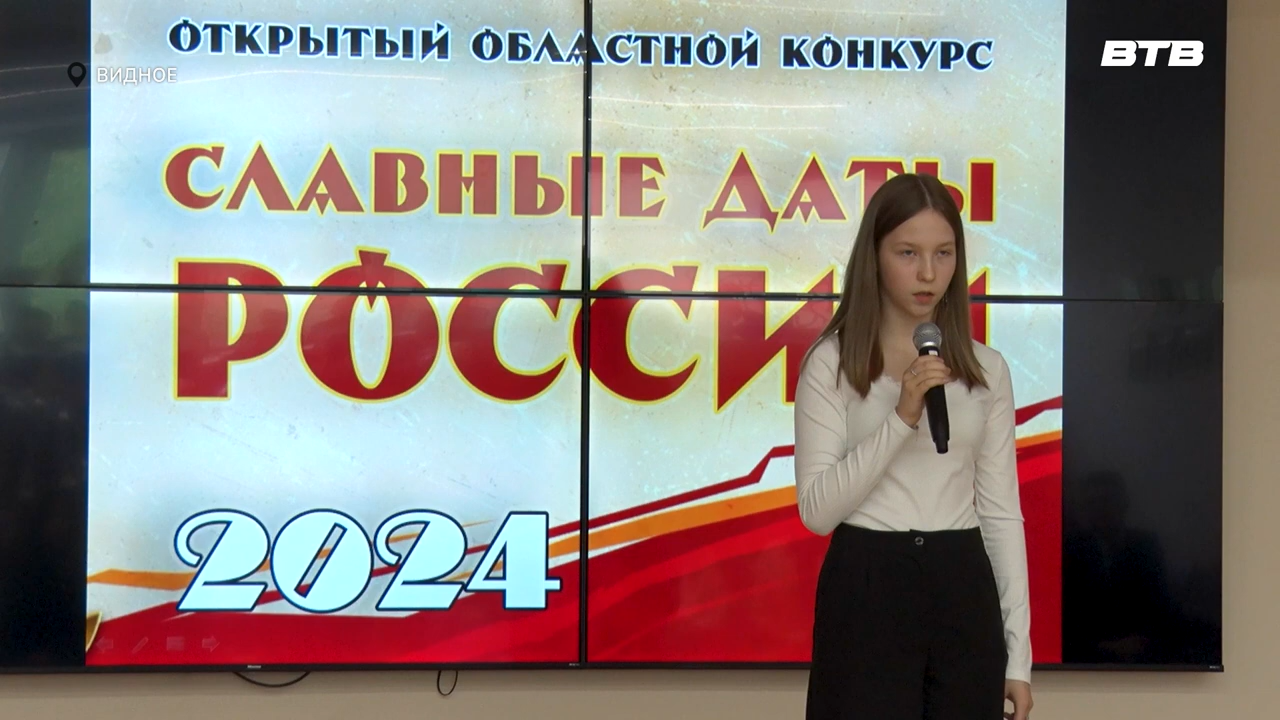 ОТКРЫТЫЙ ОБЛАСТНОЙ КОНКУРС
ВТВ
ВИДНОЕ
СЛАВНЫЕ ДАТЫ
РОССИИ
2024